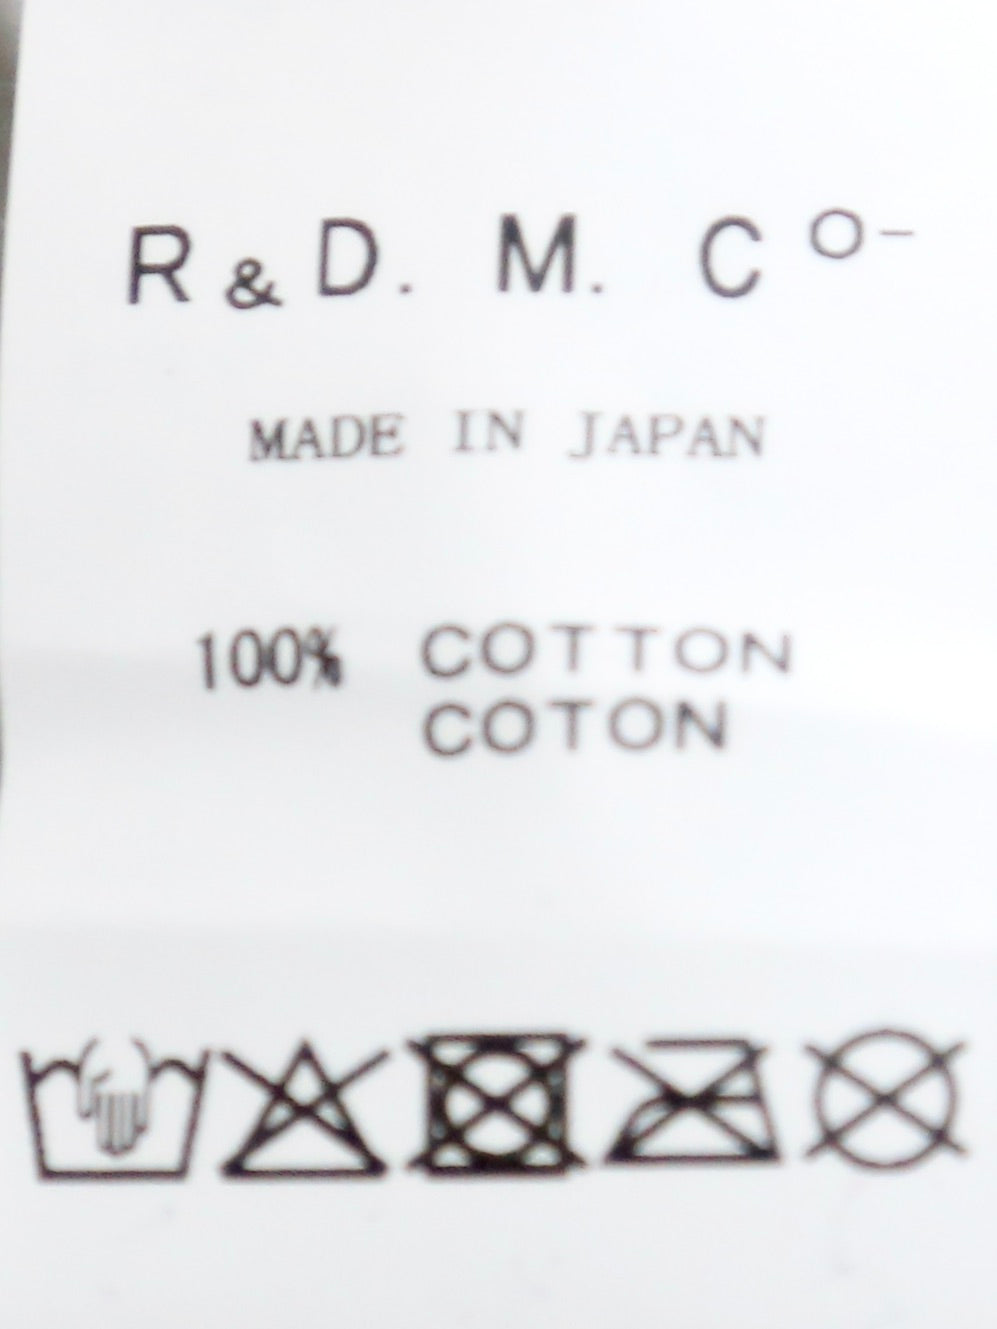 R & D. M. Co-
MADE IN JAPAN
100% COTTON
COTON